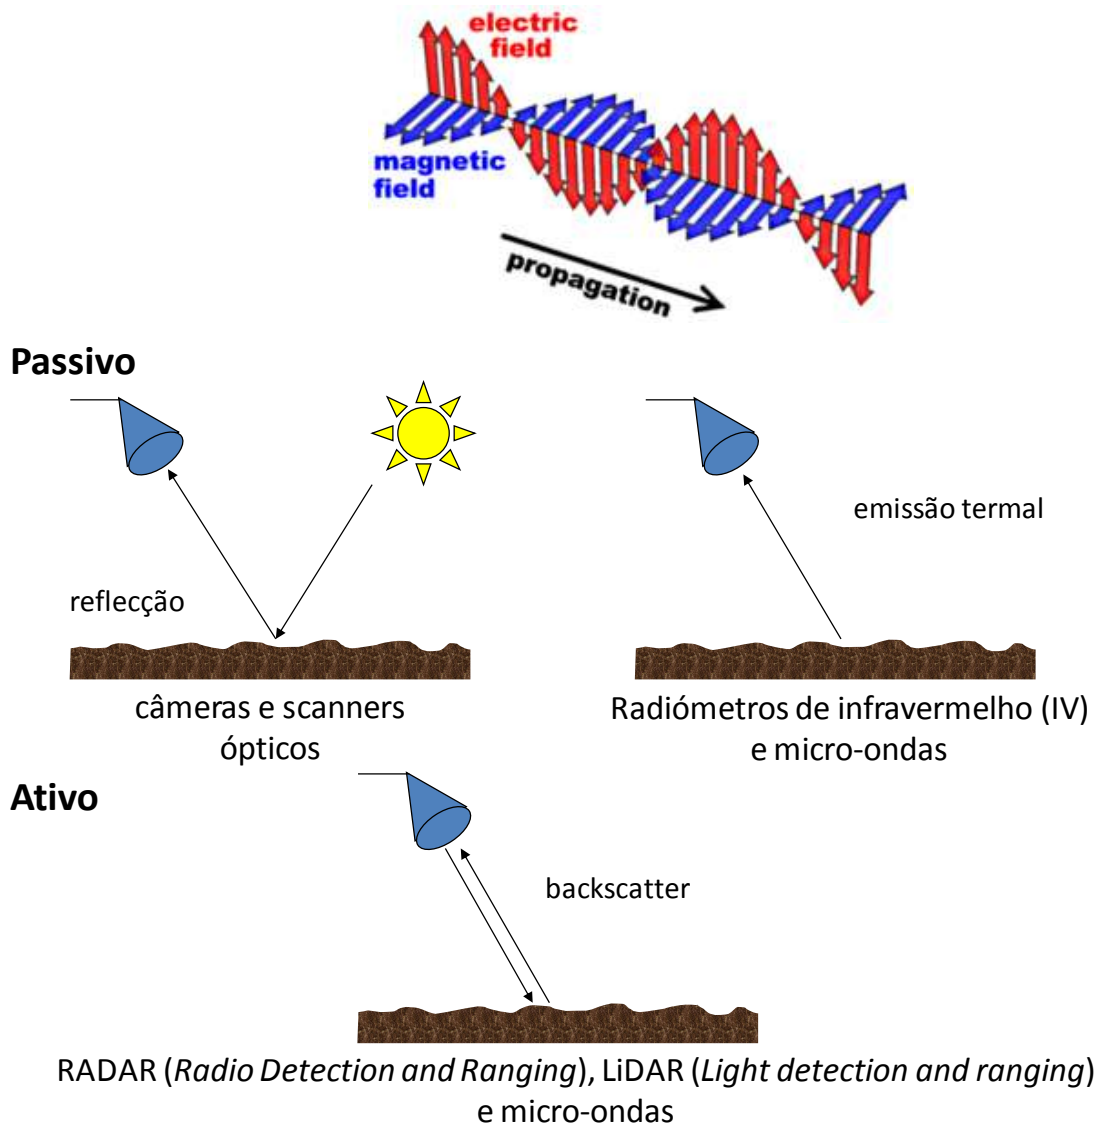 electric
field
magnetic
field
propagation
Passivo
emissão termal
reflecção
câmeras e scanners
ópticos
Radiómetros de infravermelho (IV)
e micro-ondas
Ativo
backscatter
RADAR (Radio Detection and Ranging), LiDAR (Light detection and ranging)
e micro-ondas